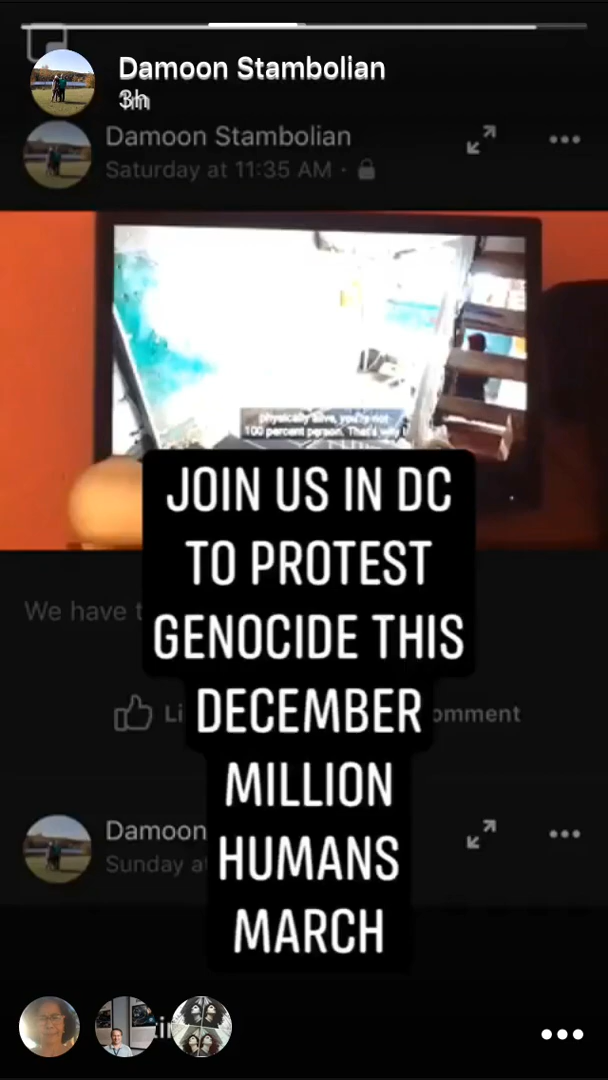 Damoon Stambolian
Damoon Stambolian
Saturday at 11:35 AM ·
physically alive, you're not
100 percent person. That's why
JOIN US IN DC
TO PROTEST
GENOCIDE THIS
DECEMBER
MILLION
HUMANS
MARCH
We have t
Li
omment
Damoon
Sunday a